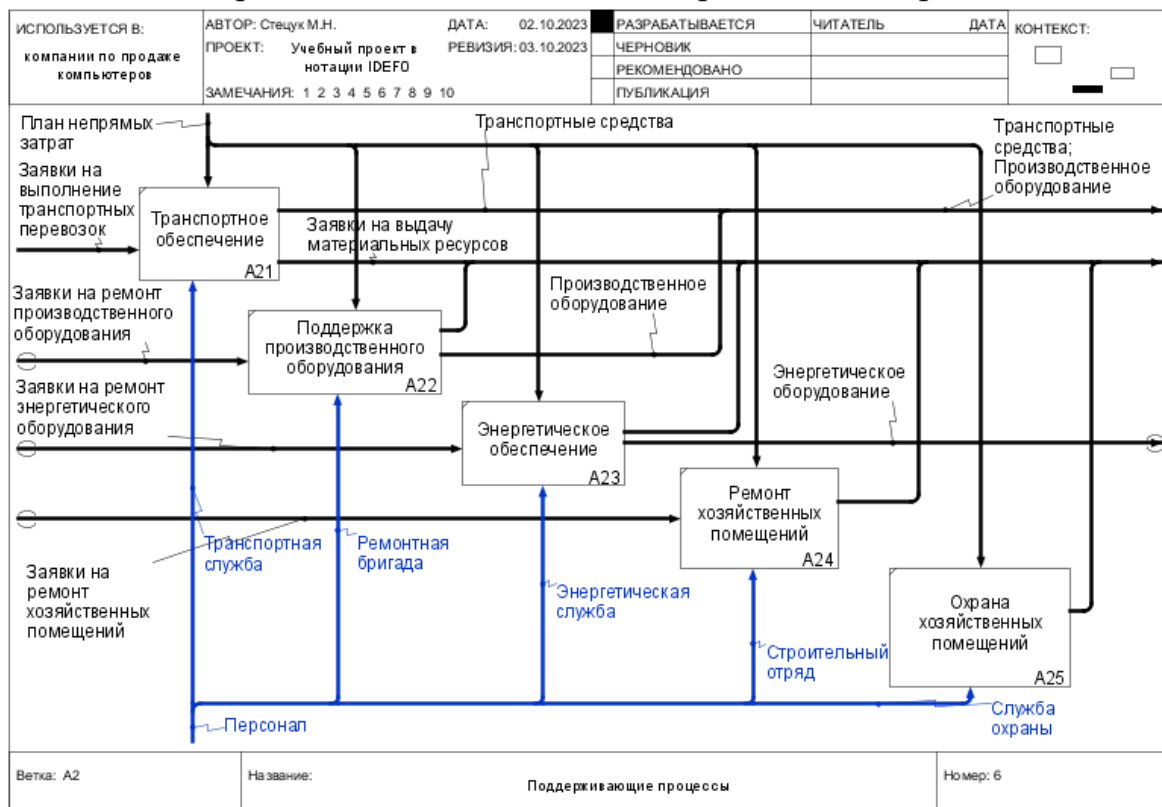 ИСПОЛЬЗУЕТСЯ В:
компании по продаже
компьютеров
АВТОР: Стецук М.Н.
ДАТА: 02.10.2023
ПРОЕКТ: Учебный проект в
нотации IDEF0
РЕВИЗИЯ: 03.10.2023
ЗАМЕЧАНИЯ: 1 2 3 4 5 6 7 8 9 10
РАЗРАБАТЫВАЕТСЯ
ЧЕРНОВИК
РЕКОМЕНДОВАНО
ПУБЛИКАЦИЯ
ЧИТАТЕЛЬ
ДАТА
КОНТЕКСТ:
План непрямых
затрат
Транспортные средства
Транспортные
средства;
Производственное
оборудование
Заявки на
выполнение
транспортных
перевозок
Транспортное
обеспечение
A21
Заявки на выдачу
материальных ресурсов
Заявки на ремонт
производственного
оборудования
Поддержка
производственного
оборудования
A22
Производственное
оборудование
Заявки на ремонт
энергетического
оборудования
Энергетическое
обеспечение
A23
Энергетическое
оборудование
Ремонт
хозяйственных
помещений
A24
Заявки на
ремонт
хозяйственных
помещений
Транспортная
служба
Ремонтная
бригада
Энергетическая
служба
Строительный
отряд
Охрана
хозяйственных
помещений
A25
Служба
охраны
Персонал
Ветка: A2
Название:
Поддерживающие процессы
Номер: 6